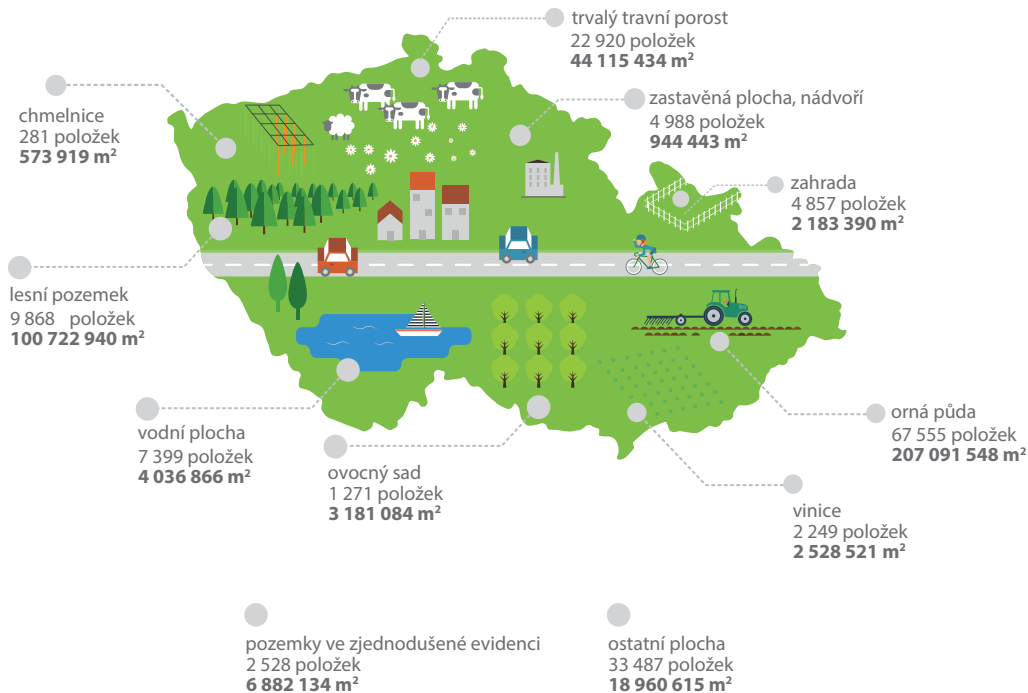 trvalý travní porost
22 920 položek
44 115 434 m²
chmelnice
281 položek
573 919 m²
zastavěná plocha, nádvoří
4 988 položek
944 443 m²
zahrada
4 857 položek
2 183 390 m²
lesní pozemek
9 868 položek
100 722 940 m²
vodní plocha
7 399 položek
4 036 866 m²
ovocný sad
1 271 položek
3 181 084 m²
orná půda
67 555 položek
207 091 548 m²
vinice
2 249 položek
2 528 521 m²
pozemky ve zjednodušené evidenci
2 528 položek
6 882 134 m²
ostatní plocha
33 487 položek
18 960 615 m²